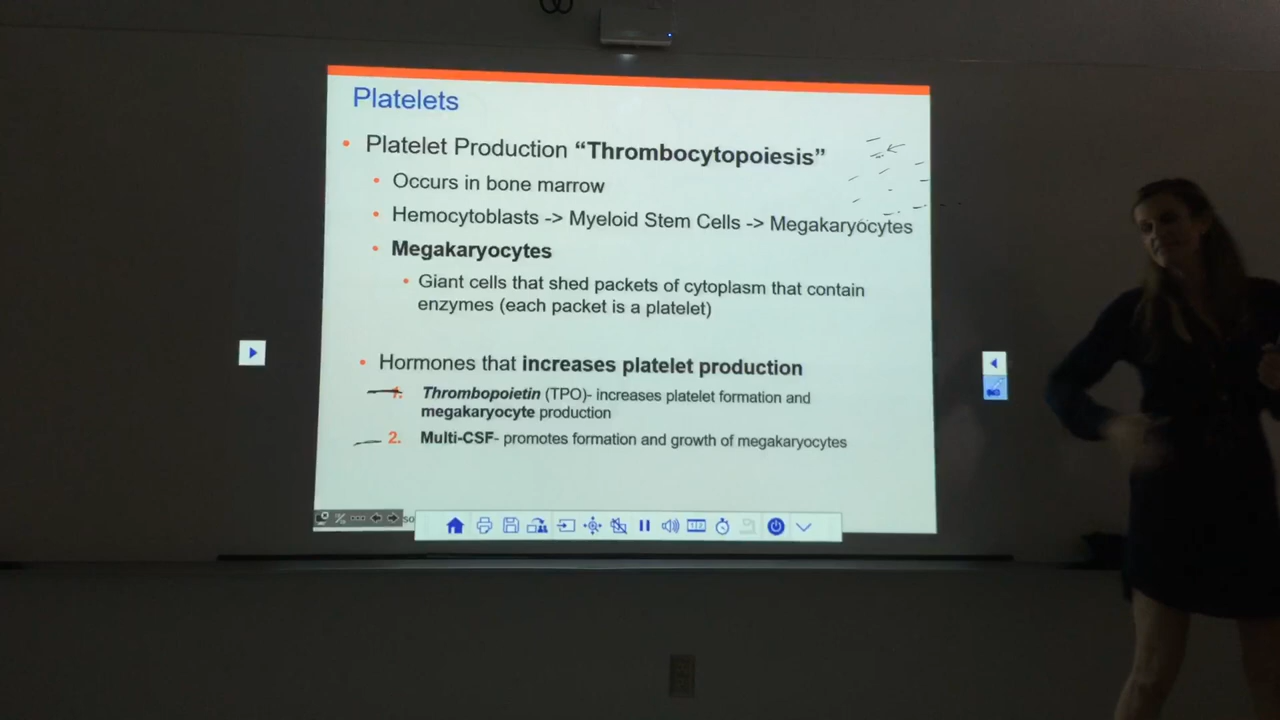 Platelets
• Platelet Production “Thrombocytopoiesis”
• Occurs in bone marrow
• Hemocytoblasts -> Myeloid Stem Cells -> Megakaryocytes
• Megakaryocytes
• Giant cells that shed packets of cytoplasm that contain
enzymes (each packet is a platelet)
• Hormones that increases platelet production
1. Thrombopoietin (TPO)- increases platelet formation and
megakaryocyte production
2. Multi-CSF- promotes formation and growth of megakaryocytes